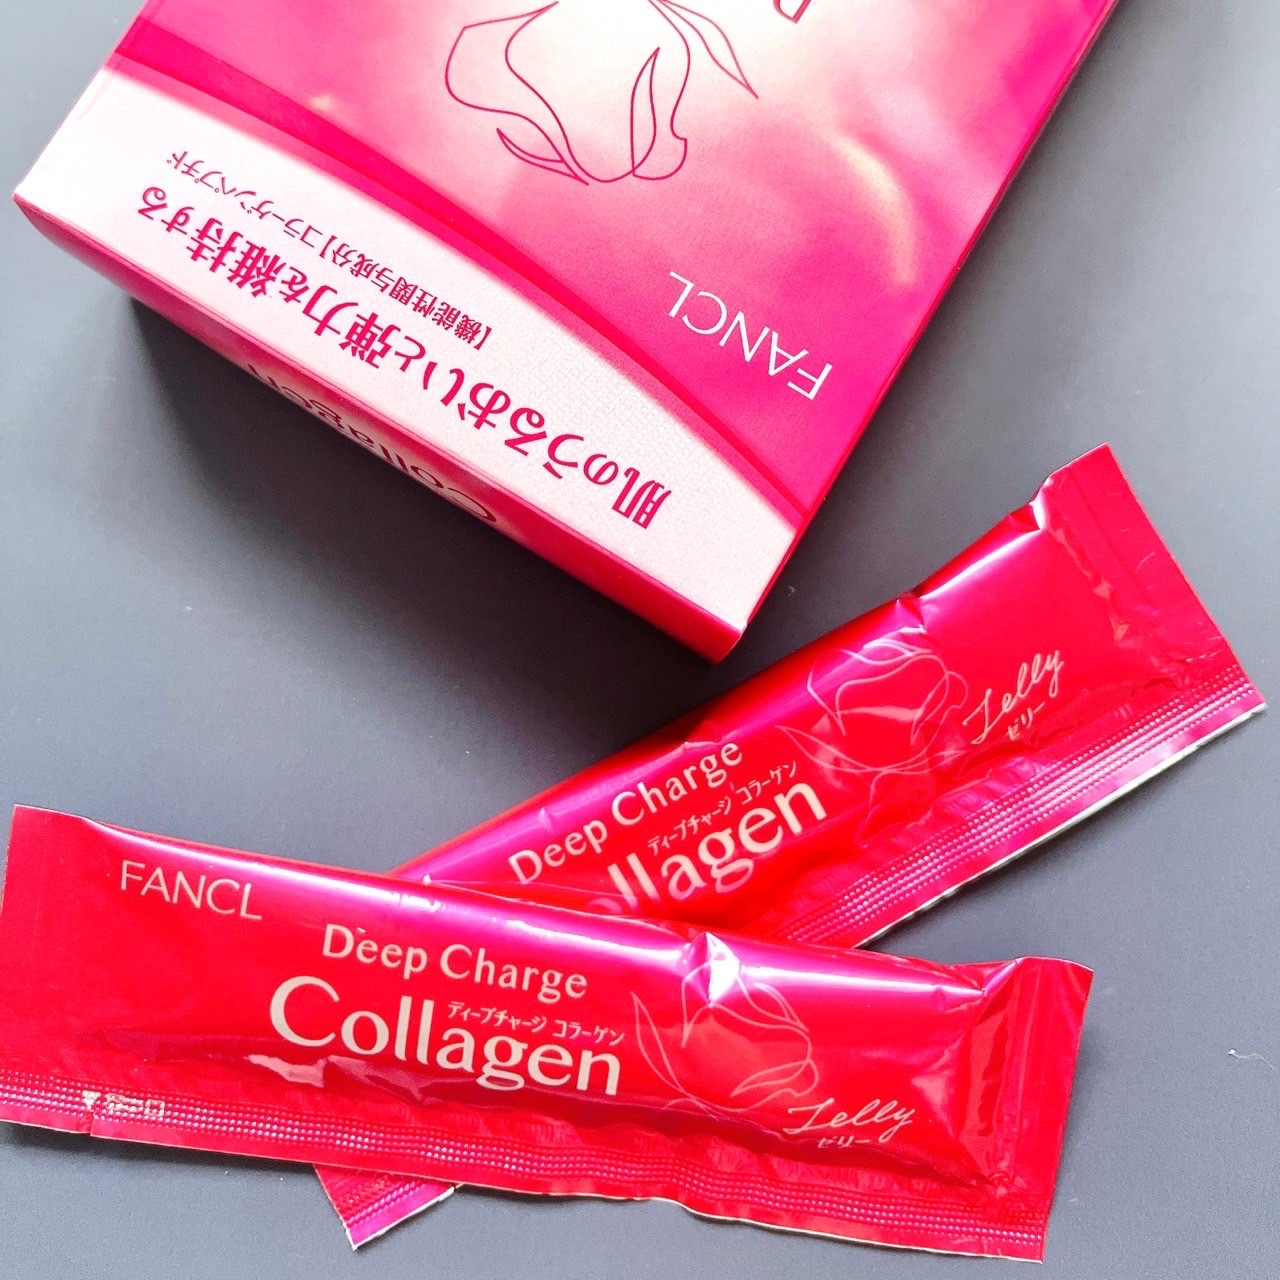 FANCL
肌のうるおいと弾力を維持する
【機能性関与成分】コラーゲンペプチド
Collagen
Deep Charge
ディープチャージ コラーゲン
Jelly
ゼリー
FANCL
Deep Charge
ディープチャージ コラーゲン
Collagen
Jelly
ゼリー